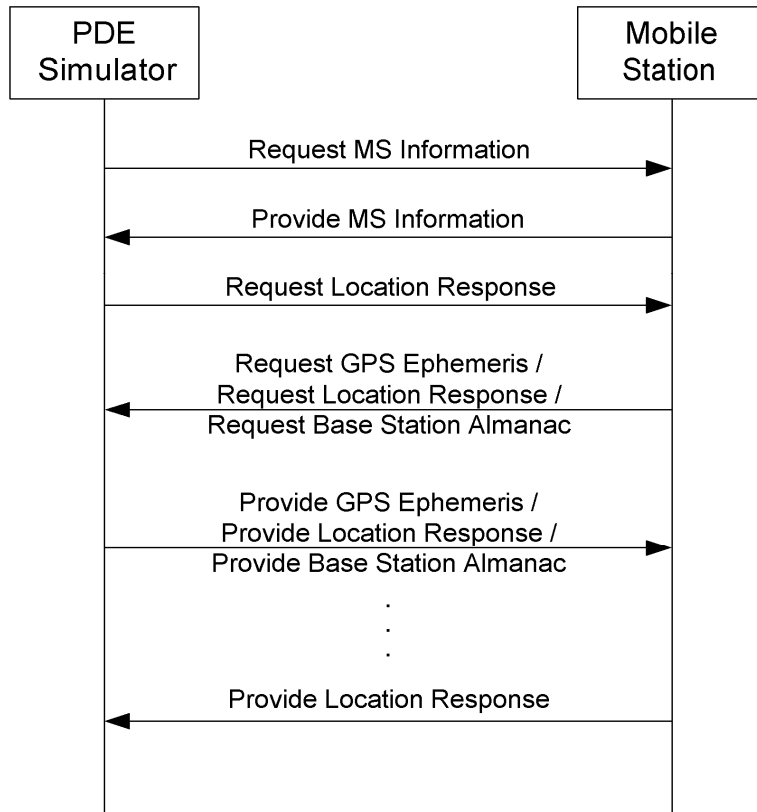 PDE
Simulator
Mobile
Station
Request MS Information
Provide MS Information
Request Location Response
Request GPS Ephemeris /
Request Location Response /
Request Base Station Almanac
Provide GPS Ephemeris /
Provide Location Response /
Provide Base Station Almanac
.
.
.
Provide Location Response